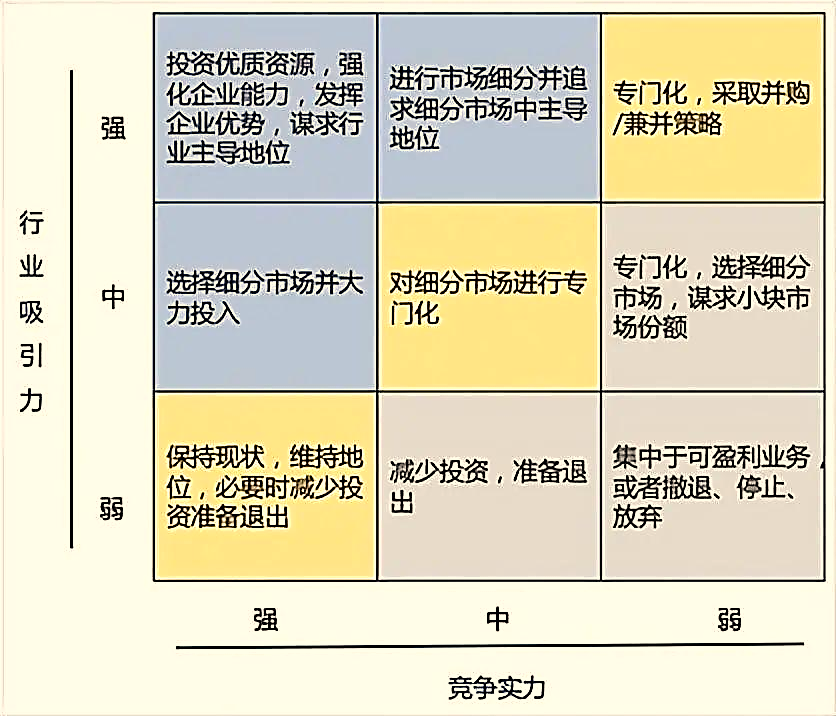 投资优质资源，强
化企业能力，发挥
企业优势，谋求行
业主导地位
进行市场细分并追
求细分市场中主导
地位
专门化，采取并购
/兼并策略
强
行业吸引力
选择细分市场并大
力投入
对细分市场进行专
门化
专门化，选择细分
市场，谋求小块市
场份额
中
保持现状，维持地
位，必要时减少投
资准备退出
减少投资，准备退
出
集中于可盈利业务，
或者撤退、停止、
放弃
弱
强
中
弱
竞争实力